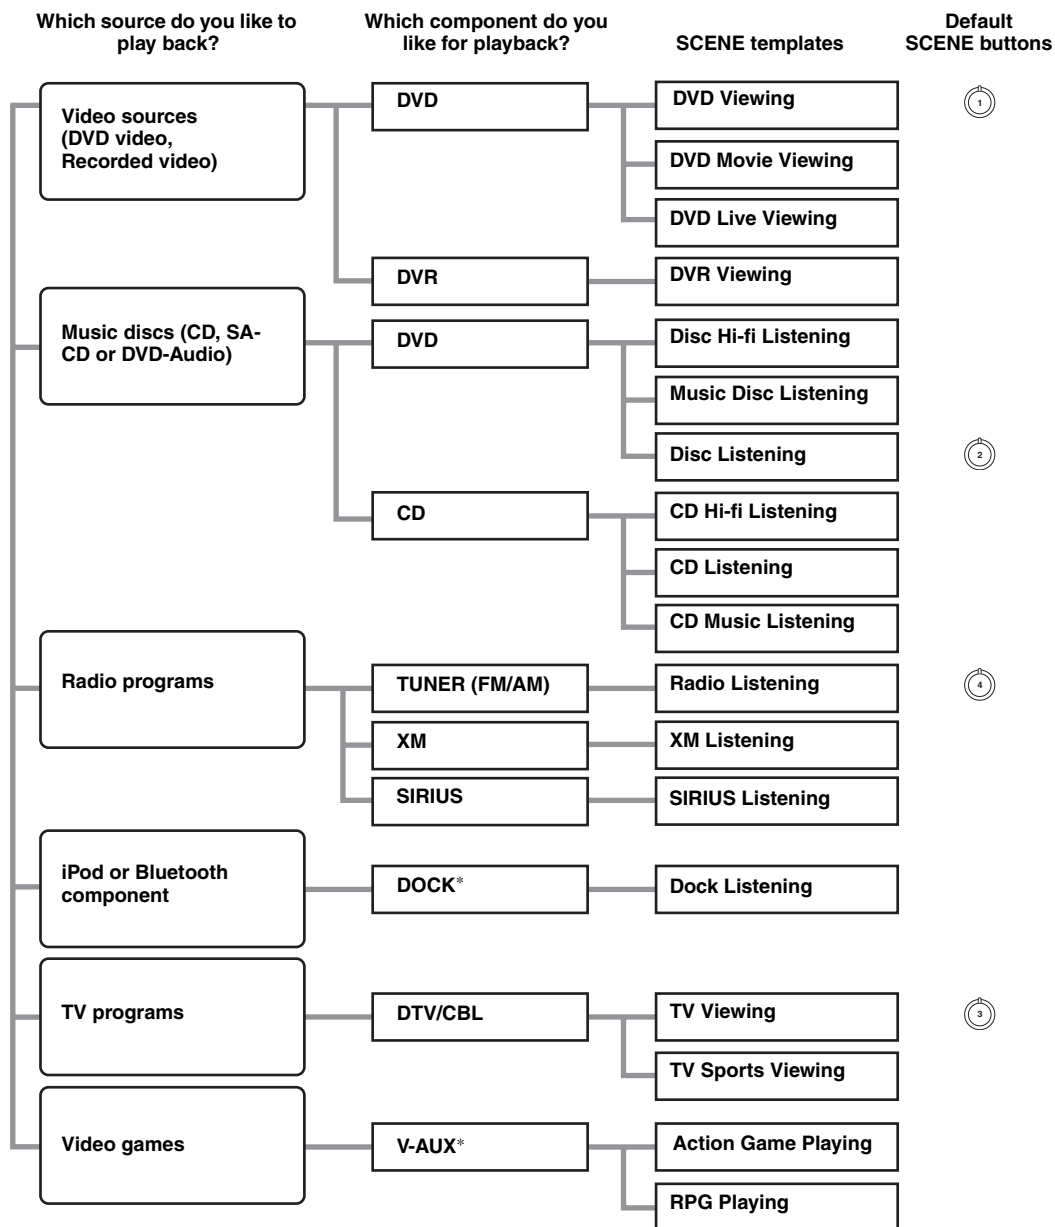 Which source do you like to
play back?
Which component do you
like for playback?
SCENE templates
Default
SCENE buttons
Video sources
(DVD video,
Recorded video)
DVD
DVD Viewing
1
DVD Movie Viewing
DVD Live Viewing
DVR
DVR Viewing
Music discs (CD, SA-
CD or DVD-Audio)
DVD
Disc Hi-fi Listening
Music Disc Listening
Disc Listening
2
CD
CD Hi-fi Listening
CD Listening
CD Music Listening
Radio programs
TUNER (FM/AM)
Radio Listening
4
XM
XM Listening
SIRIUS
SIRIUS Listening
iPod or Bluetooth
component
DOCK*
Dock Listening
TV programs
DTV/CBL
TV Viewing
3
TV Sports Viewing
Video games
V-AUX*
Action Game Playing
RPG Playing